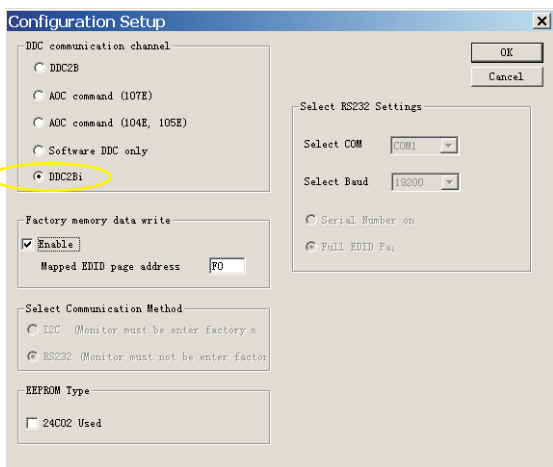 Configuration Setup
DDC communication channel
DDC2B
AOC command (107E)
AOC command (104E, 105E)
Software DDC only
DDC2Bi
Factory memory data write
Enable
Mapped EDID page address F0
Select Communication Method
I2C (Monitor must be enter factory m
RS232 (Monitor must not be enter factor
EEPROM Type
24C02 Used
OK
Cancel
Select RS232 Settings
Select COM COM1
Select Baud 19200
Serial Number on
Full EDID Pa